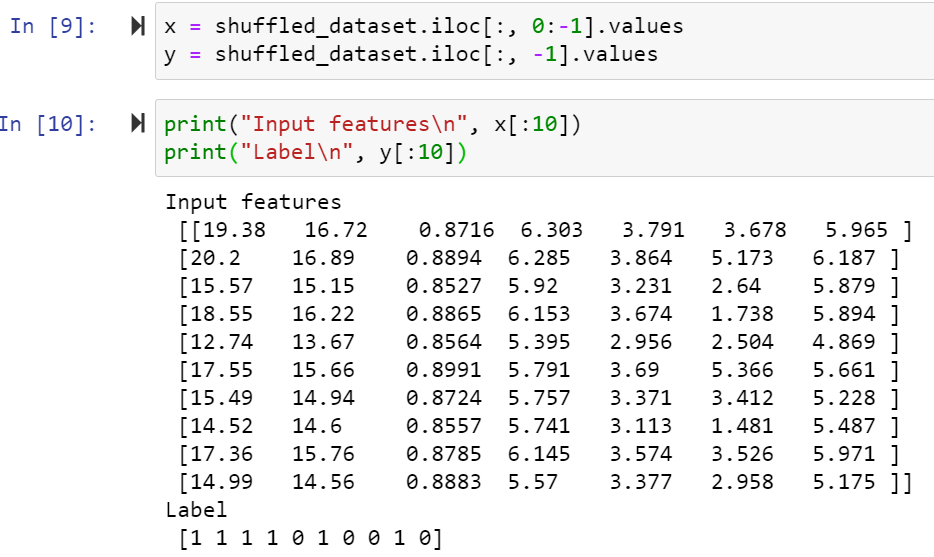 In [9]: x = shuffled_dataset.iloc[:, 0:-1].values
y = shuffled_dataset.iloc[:, -1].values
In [10]: print("Input features\n", x[:10])
print("Label\n", y[:10])
Input features
[[19.38 16.72 0.8716 6.303 3.791 3.678 5.965 ]
[20.2 16.89 0.8894 6.285 3.864 5.173 6.187 ]
[15.57 15.15 0.8527 5.92 3.231 2.64 5.879 ]
[18.55 16.22 0.8865 6.153 3.674 1.738 5.894 ]
[12.74 13.67 0.8564 5.395 2.956 2.504 4.869 ]
[17.55 15.66 0.8991 5.791 3.69 5.366 5.661 ]
[15.49 14.94 0.8724 5.757 3.371 3.412 5.228 ]
[14.52 14.6 0.8557 5.741 3.113 1.481 5.487 ]
[17.36 15.76 0.8785 6.145 3.574 3.526 5.971 ]
[14.99 14.56 0.8883 5.57 3.377 2.958 5.175 ]]
Label
[1 1 1 1 0 1 0 0 1 0]